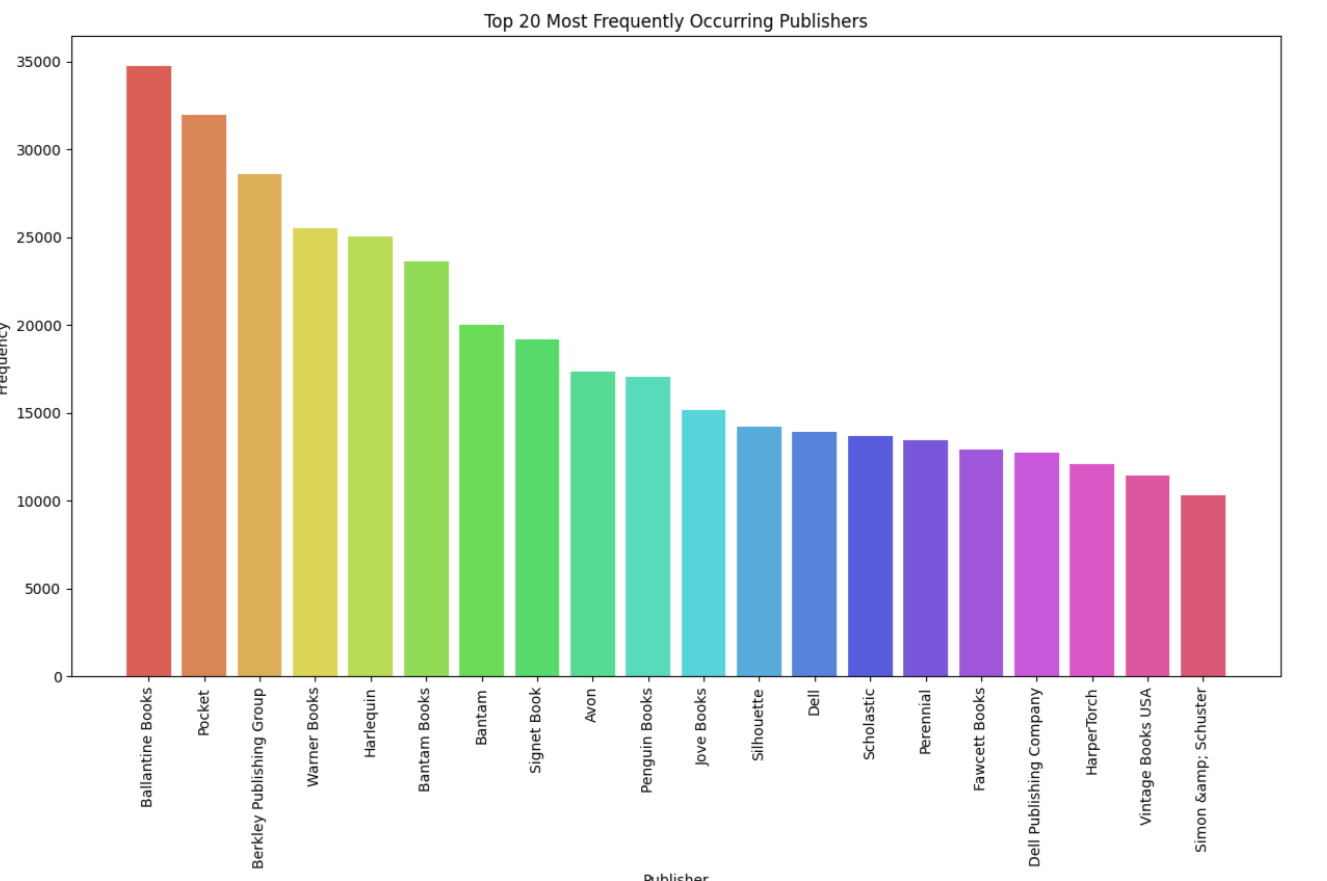 Top 20 Most Frequently Occurring Publishers
35000
30000
25000
20000
15000
10000
5000
0
Frequency
Ballantine Books
Pocket
Berkley Publishing Group
Warner Books
Harlequin
Bantam Books
Bantam
Signet Book
Avon
Penguin Books
Jove Books
Silhouette
Dell
Scholastic
Perennial
Fawcett Books
Dell Publishing Company
HarperTorch
Vintage Books USA
Simon &amp; Schuster
Publisher